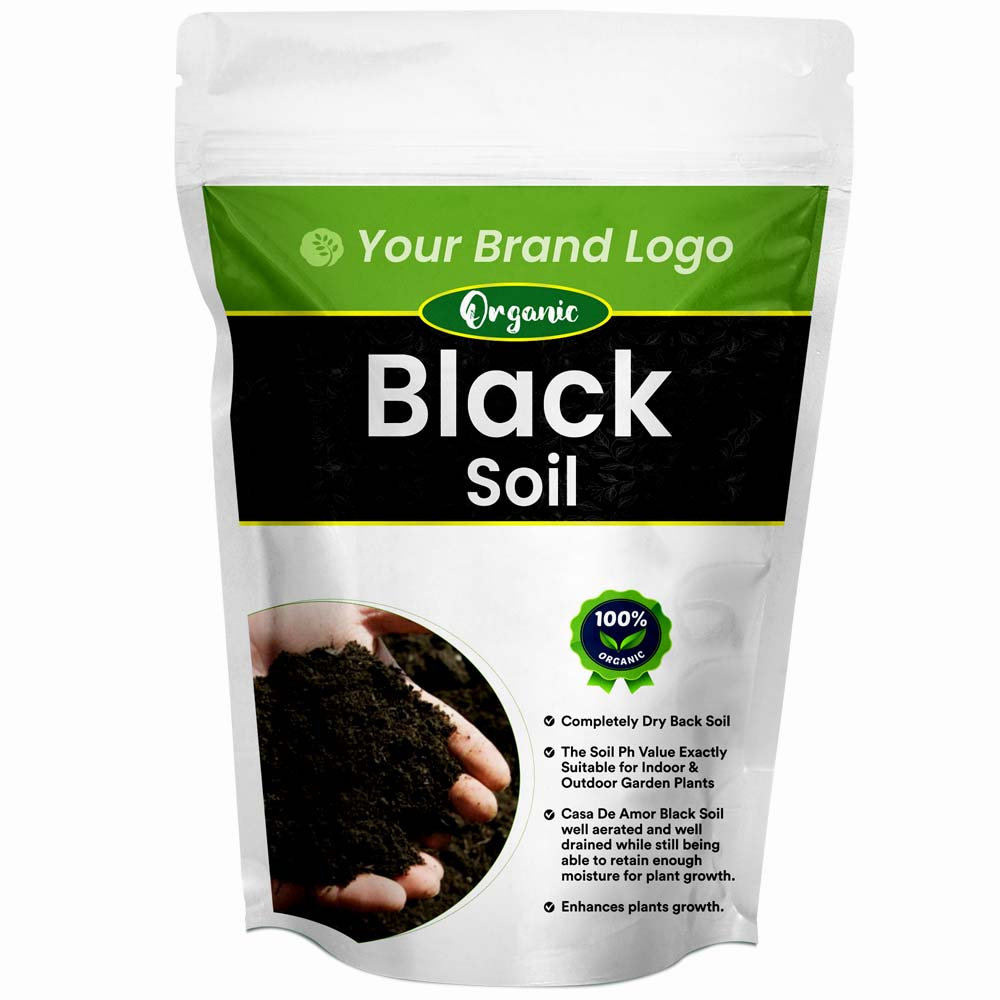 Your Brand Logo
Organic
Black
Soil
100%
ORGANIC
Completely Dry Back Soil
The Soil Ph Value Exactly
Suitable for Indoor &
Outdoor Garden Plants
Casa De Amor Black Soil
well aerated and well
drained while still being
able to retain enough
moisture for plant growth.
Enhances plants growth.